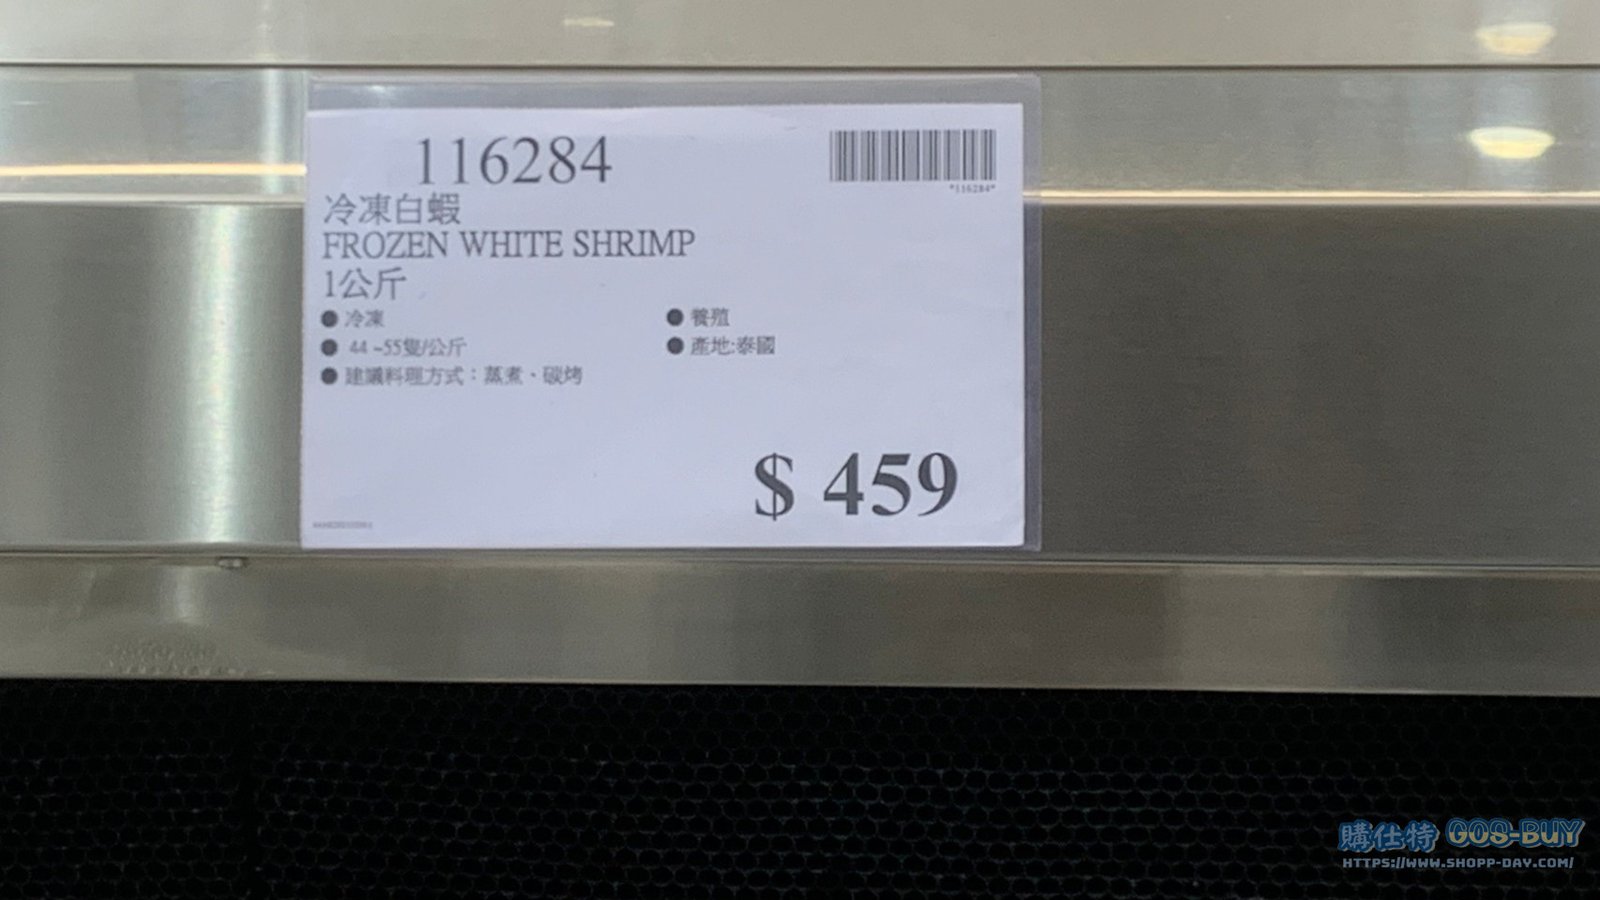 116284
*116284*
冷凍白蝦
FROZEN WHITE SHRIMP
1公斤
● 冷凍
● 養殖
● 44 ~55隻/公斤
● 產地:泰國
● 建議料理方式：蒸煮、碳烤
$ 459
購仕特 GOS-BUY
HTTPS://WWW.SHOPP-DAY.COM/